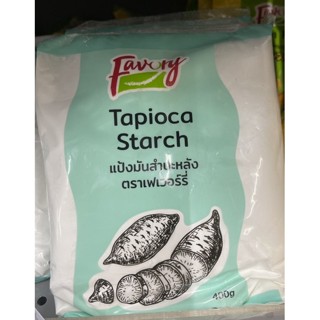 Favory
Tapioca
Starch
แป้งมันสำปะหลัง
ตราเฟเวอร์รี่
400g